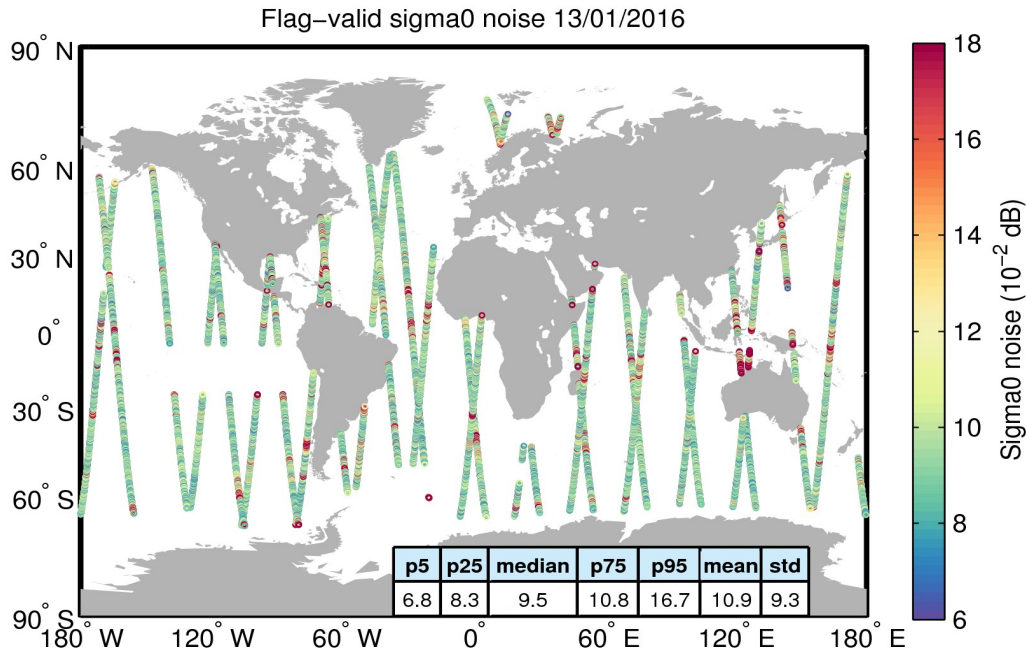 Flag−valid sigma0 noise 13/01/2016
90° N
60° N
30° N
0°
30° S
60° S
90° S
180° W
120° W
60° W
0°
60° E
120° E
180° E
p5 p25 median p75 p95 mean std
6.8 8.3 9.5 10.8 16.7 10.9 9.3
18
16
14
12
10
8
6
Sigma0 noise (10⁻² dB)